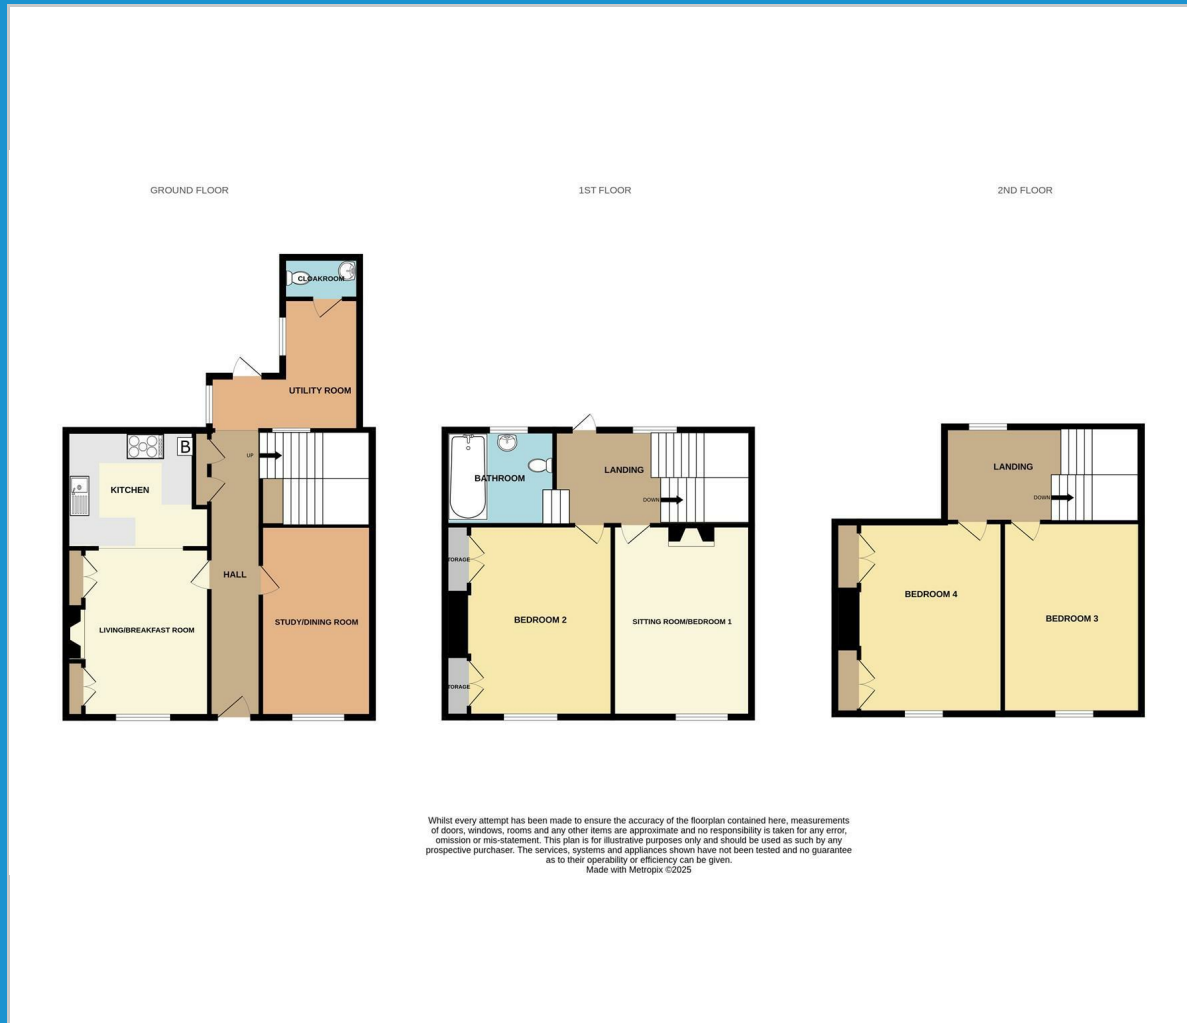 GROUND FLOOR
1ST FLOOR
2ND FLOOR
CLOAKROOM
UTILITY ROOM
B
UP
KITCHEN
HALL
LIVING/BREAKFAST ROOM
STUDY/DINING ROOM
BATHROOM
LANDING
DOWN
TORAGE
BEDROOM 2
SITTING ROOM/BEDROOM 1
TORAGE
LANDING
DOWN
BEDROOM 4
BEDROOM 3
Whilst every attempt has been made to ensure the accuracy of the floorplan contained here, measurements
of doors, windows, rooms and any other items are approximate and no responsibility is taken for any error,
omission or mis-statement. This plan is for illustrative purposes only and should be used as such by any
prospective purchaser. The services, systems and appliances shown have not been tested and no guarantee
as to their operability or efficiency can be given.
Made with Metropix ©2025